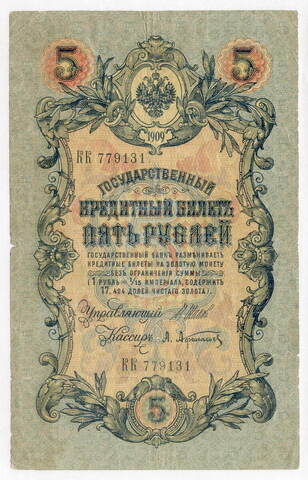 5 5
1909
КК 779131
ГОСУДАРСТВЕННЫЙ
КРЕДИТНЫЙ БИЛЕТЪ
ПЯТЬ РУБЛЕЙ
ГОСУДАРСТВЕННЫЙ БАНКЪ РАЗМѢНИВАЕТЪ
КРЕДИТНЫЕ БИЛЕТЫ НА ЗОЛОТУЮ МОНЕТУ
БЕЗЪ ОГРАНИЧЕНІЯ СУММЫ
(1 РУБЛЬ = 1/15 ИМПЕРІАЛА, СОДЕРЖИТЪ
17,424 ДОЛЕЙ ЧИСТАГО ЗОЛОТА).
Управляющій
Кассиръ
КК 779131
5